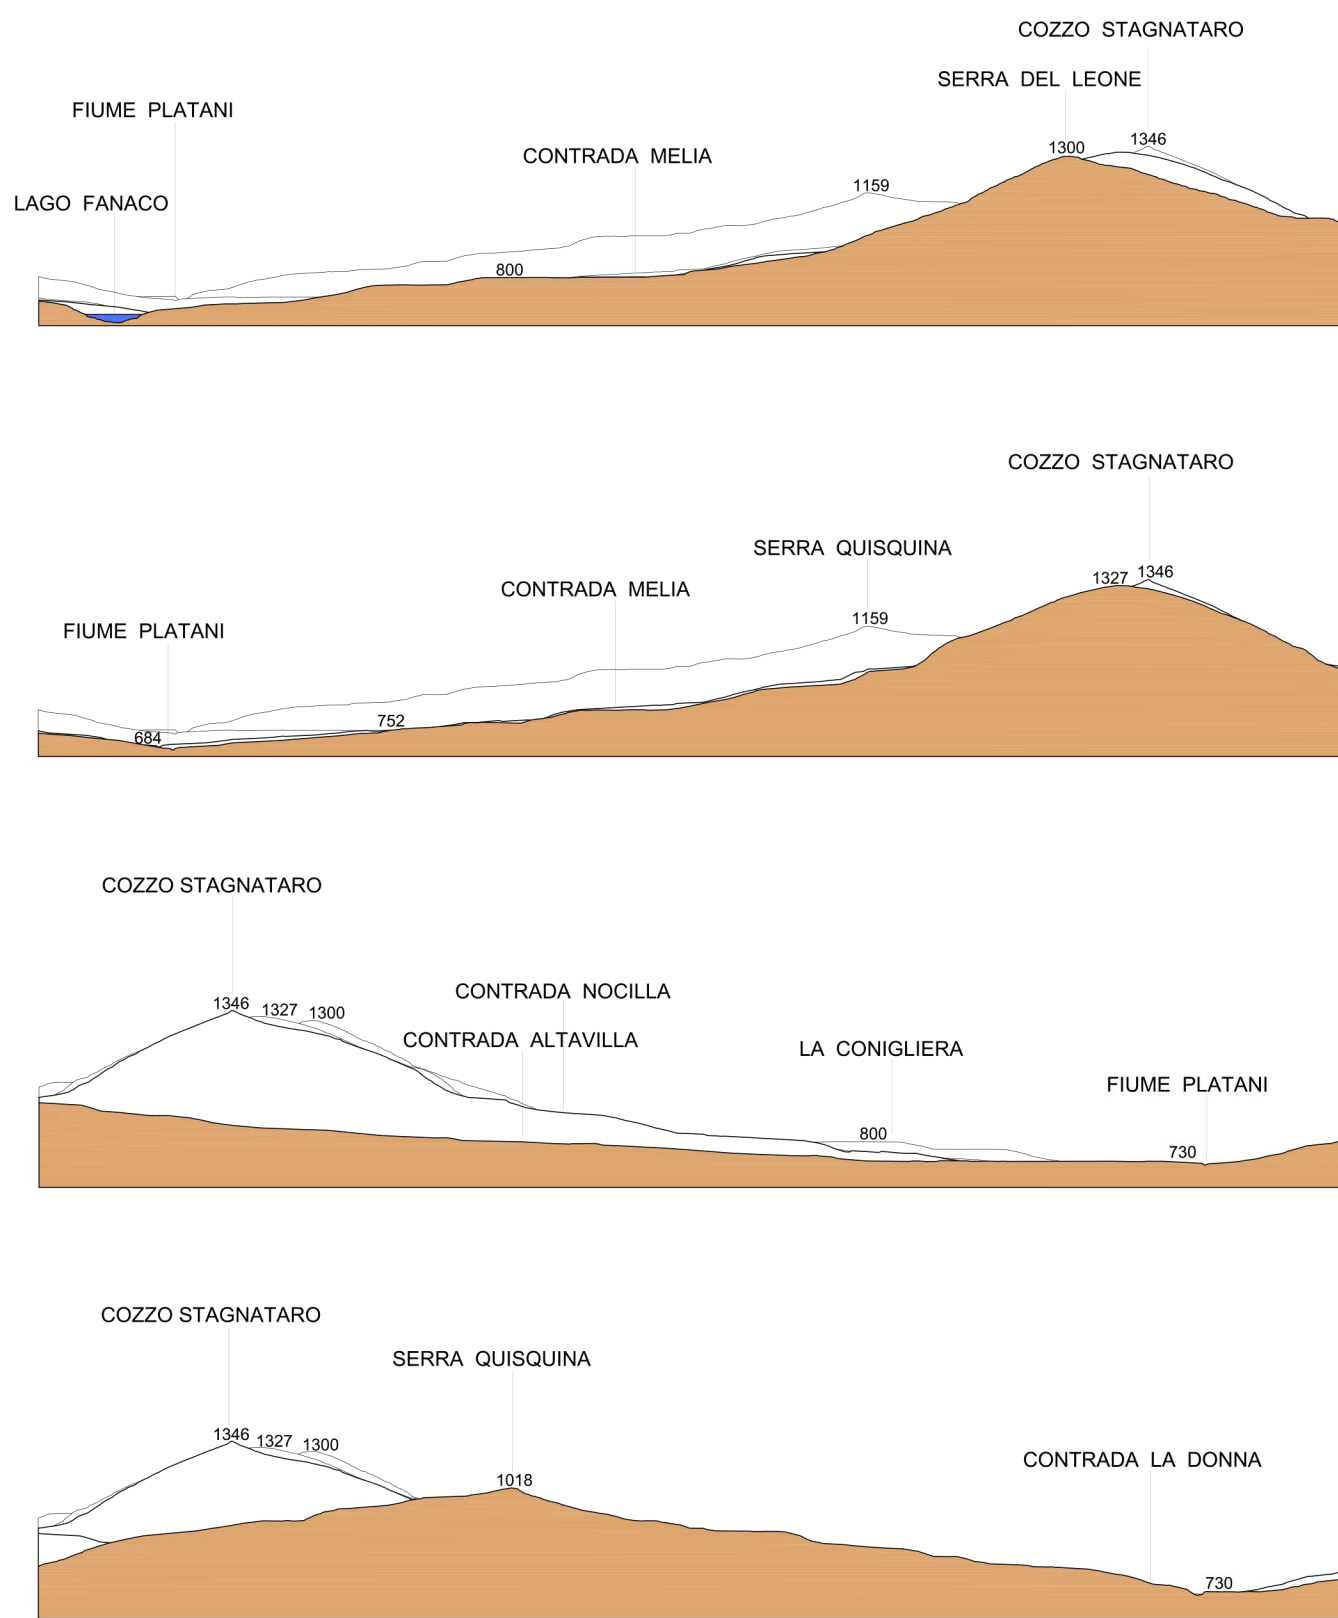 COZZO STAGNATARO
SERRA DEL LEONE
FIUME PLATANI
1346
1300
CONTRADA MELIA
1159
LAGO FANACO
800
COZZO STAGNATARO
SERRA QUISQUINA
1327 1346
CONTRADA MELIA
1159
FIUME PLATANI
752
684
COZZO STAGNATARO
CONTRADA NOCILLA
1346 1327 1300
CONTRADA ALTAVILLA
LA CONIGLIERA
FIUME PLATANI
800
730
COZZO STAGNATARO
SERRA QUISQUINA
1346 1327 1300
CONTRADA LA DONNA
1018
730